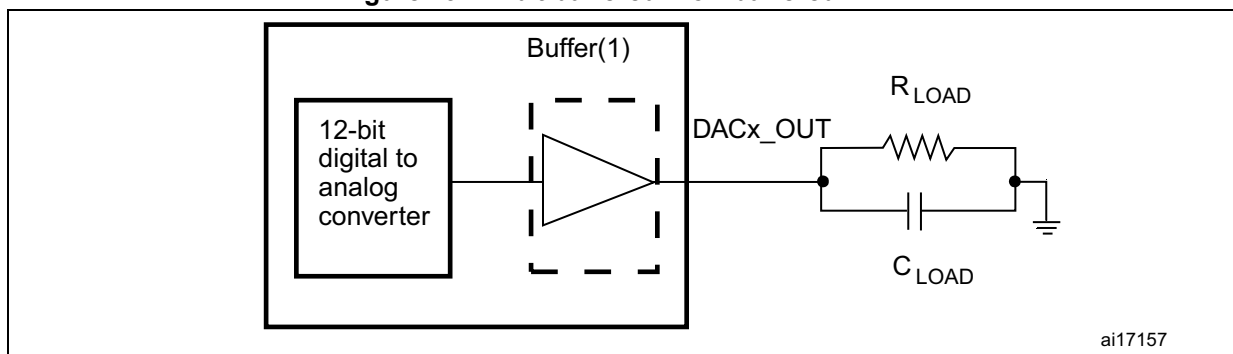 Buffer(1)
12-bit
digital to
analog
converter
DACx_OUT
R LOAD
C LOAD
ai17157